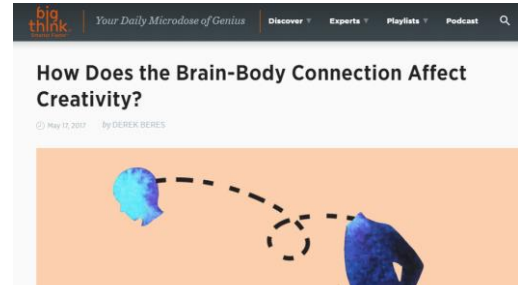 big think
Your Daily Microdose of Genius
Discover
Experts
Playlists
Podcast
How Does the Brain-Body Connection Affect
Creativity?
May 17, 2017 by DEREK BERES